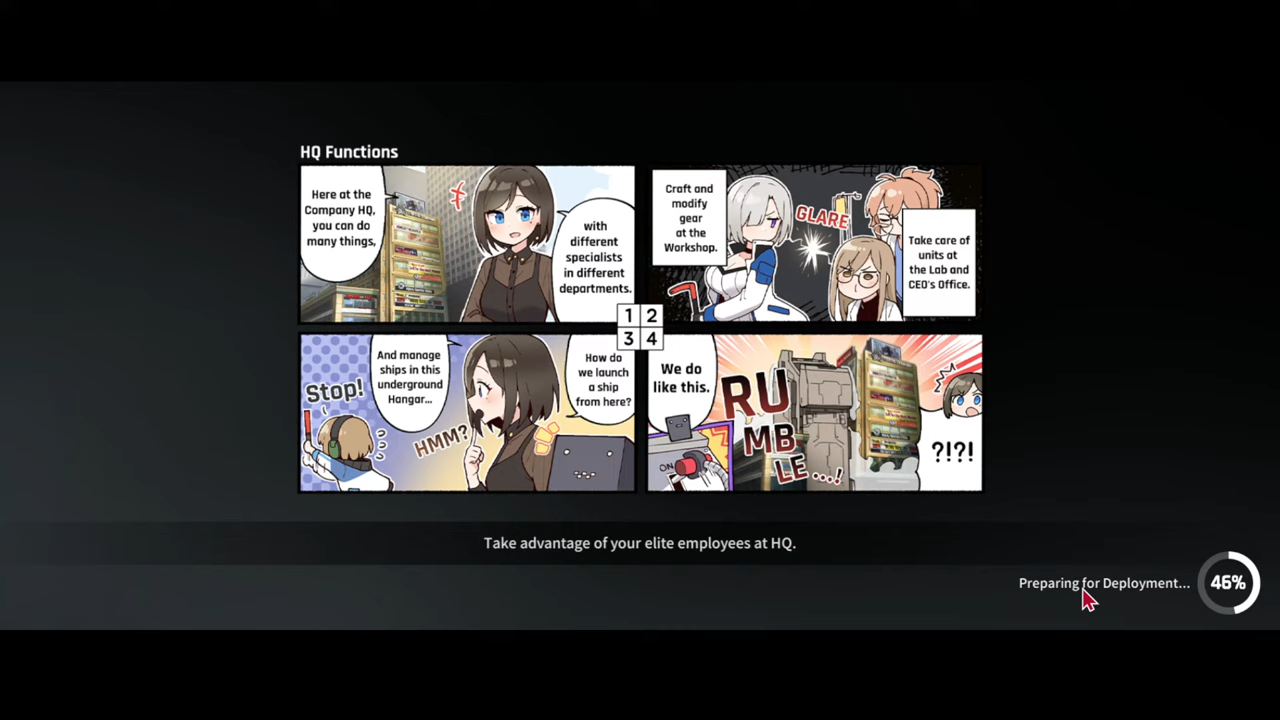 HQ Functions
Here at the
Company HQ,
you can do
many things,
with
different
specialists
in different
departments.
Craft and
modify
gear
at the
Workshop.
GLARE
Take care of
units at
the Lab and
CEO's Office.
1 2
3 4
Stop!
And manage
ships in this
underground
Hangar...
HMM?
How do
we launch
a ship
from here?
We do
like this.
ON
RU
MB
LE...!
?!?!
Take advantage of your elite employees at HQ.
Preparing for Deployment...
46%